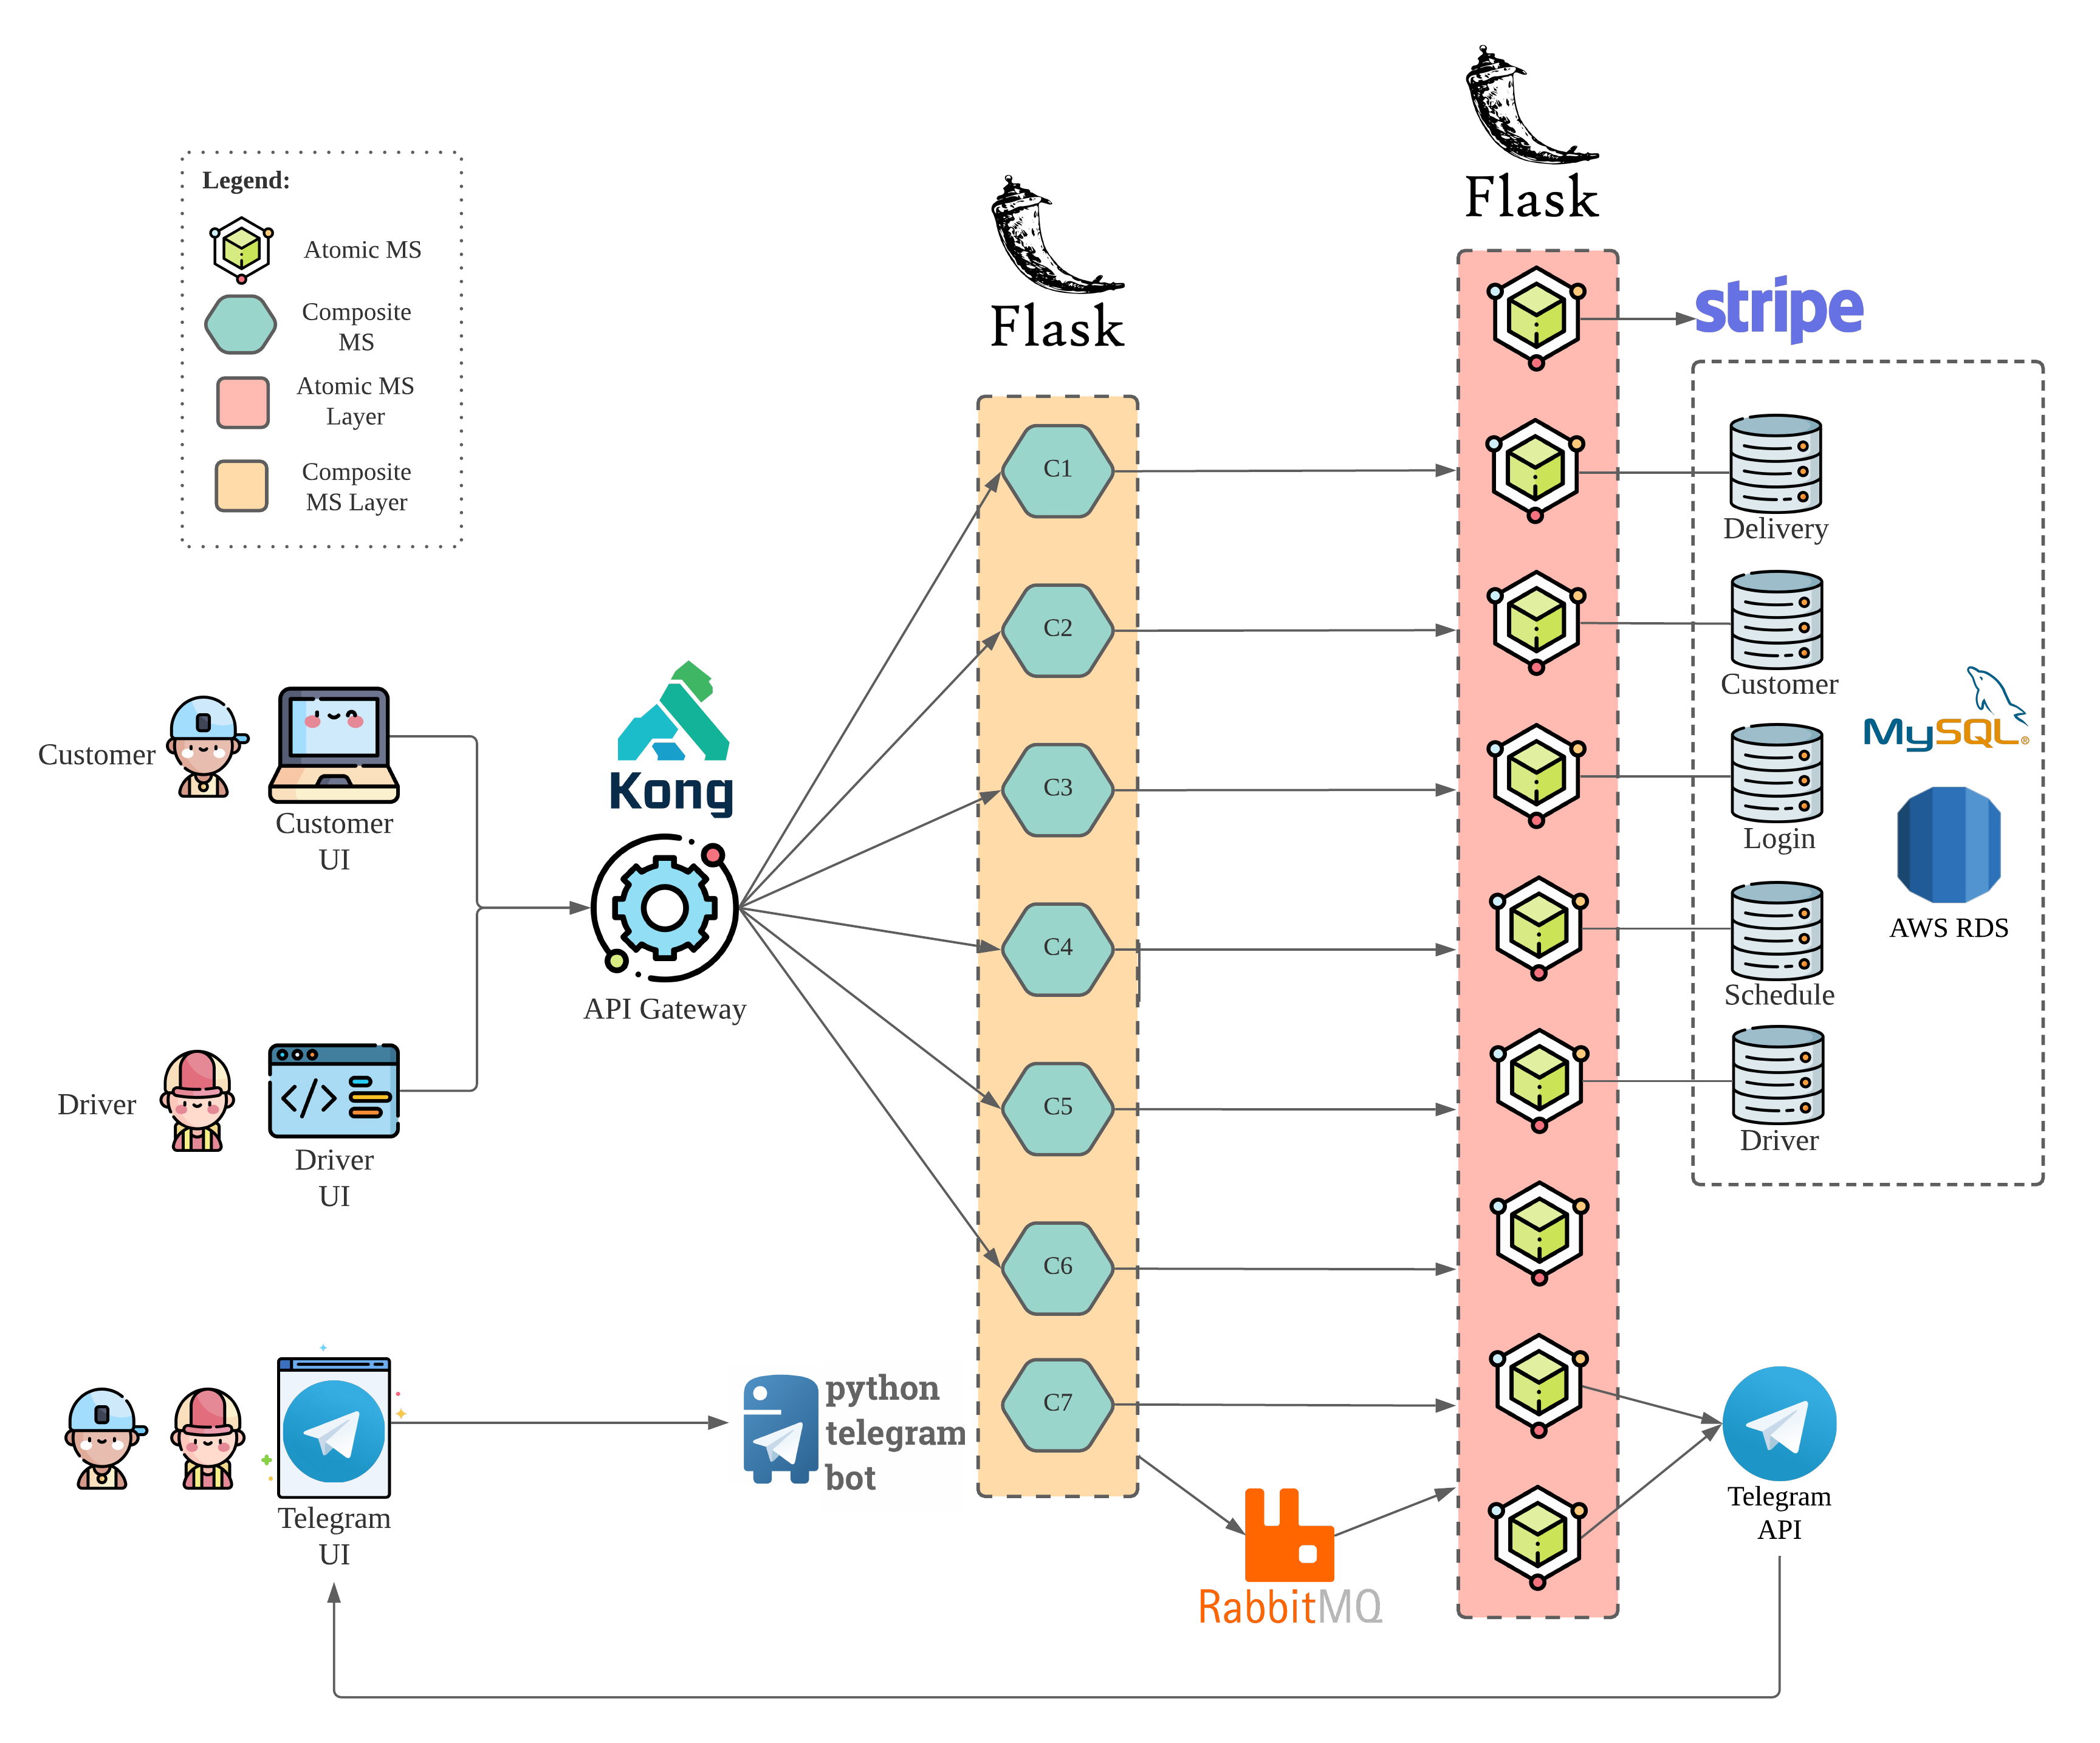 Legend:
Atomic MS
Composite
MS
Atomic MS
Layer
Composite
MS Layer
Flask
Flask
stripe
C1
C2
C3
C4
C5
C6
C7
Delivery
Customer
Login
Schedule
Driver
MySQL®
AWS RDS
Customer
Customer
UI
Kong
API Gateway
Driver
Driver
UI
Telegram
UI
python
telegram
bot
RabbitMQ
Telegram
API